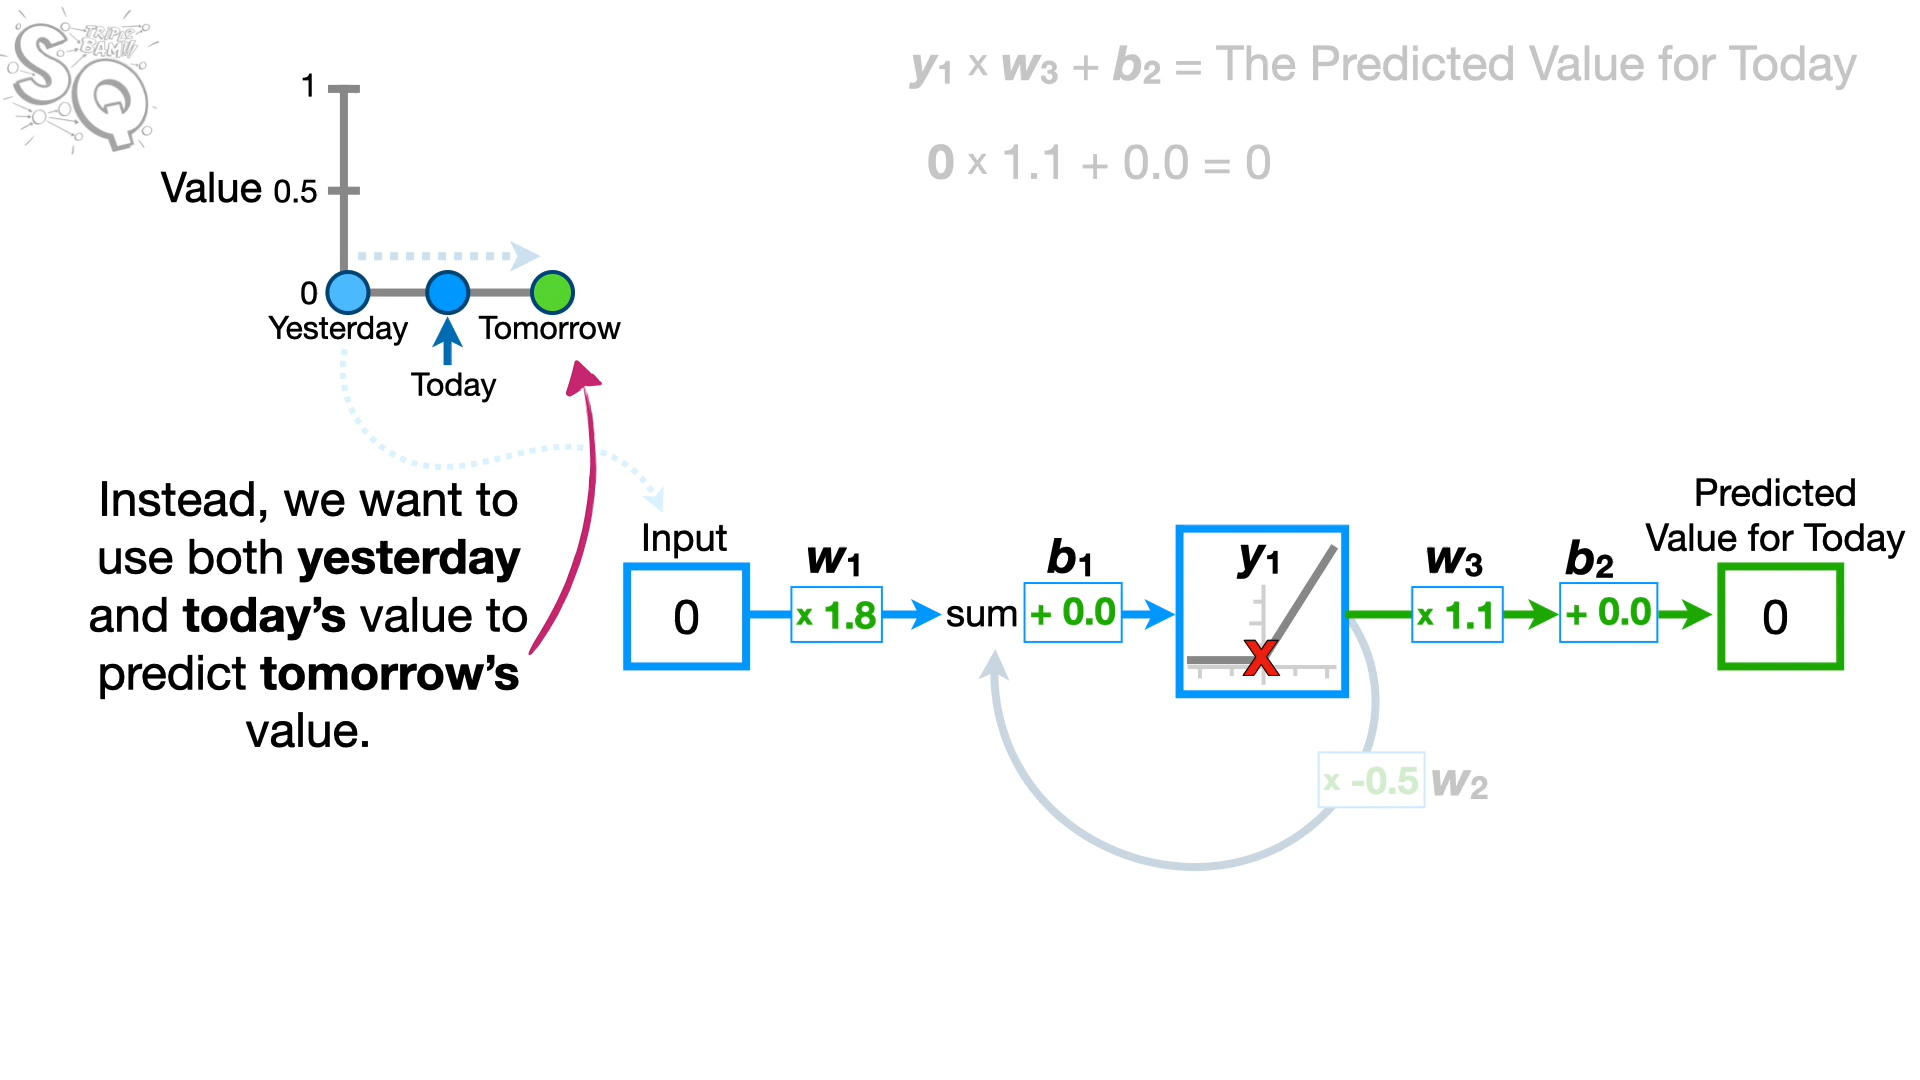 SQ
TRIPLE
BAM!!!
y₁ x w₃ + b₂ = The Predicted Value for Today
0 x 1.1 + 0.0 = 0
1
Value 0.5
0
Yesterday
Tomorrow
Today
Instead, we want to
use both yesterday
and today’s value to
predict tomorrow’s
value.
Input
0
w₁
x 1.8
sum
b₁
+ 0.0
y₁
X
w₃
x 1.1
b₂
+ 0.0
Predicted
Value for Today
0
x -0.5 w₂